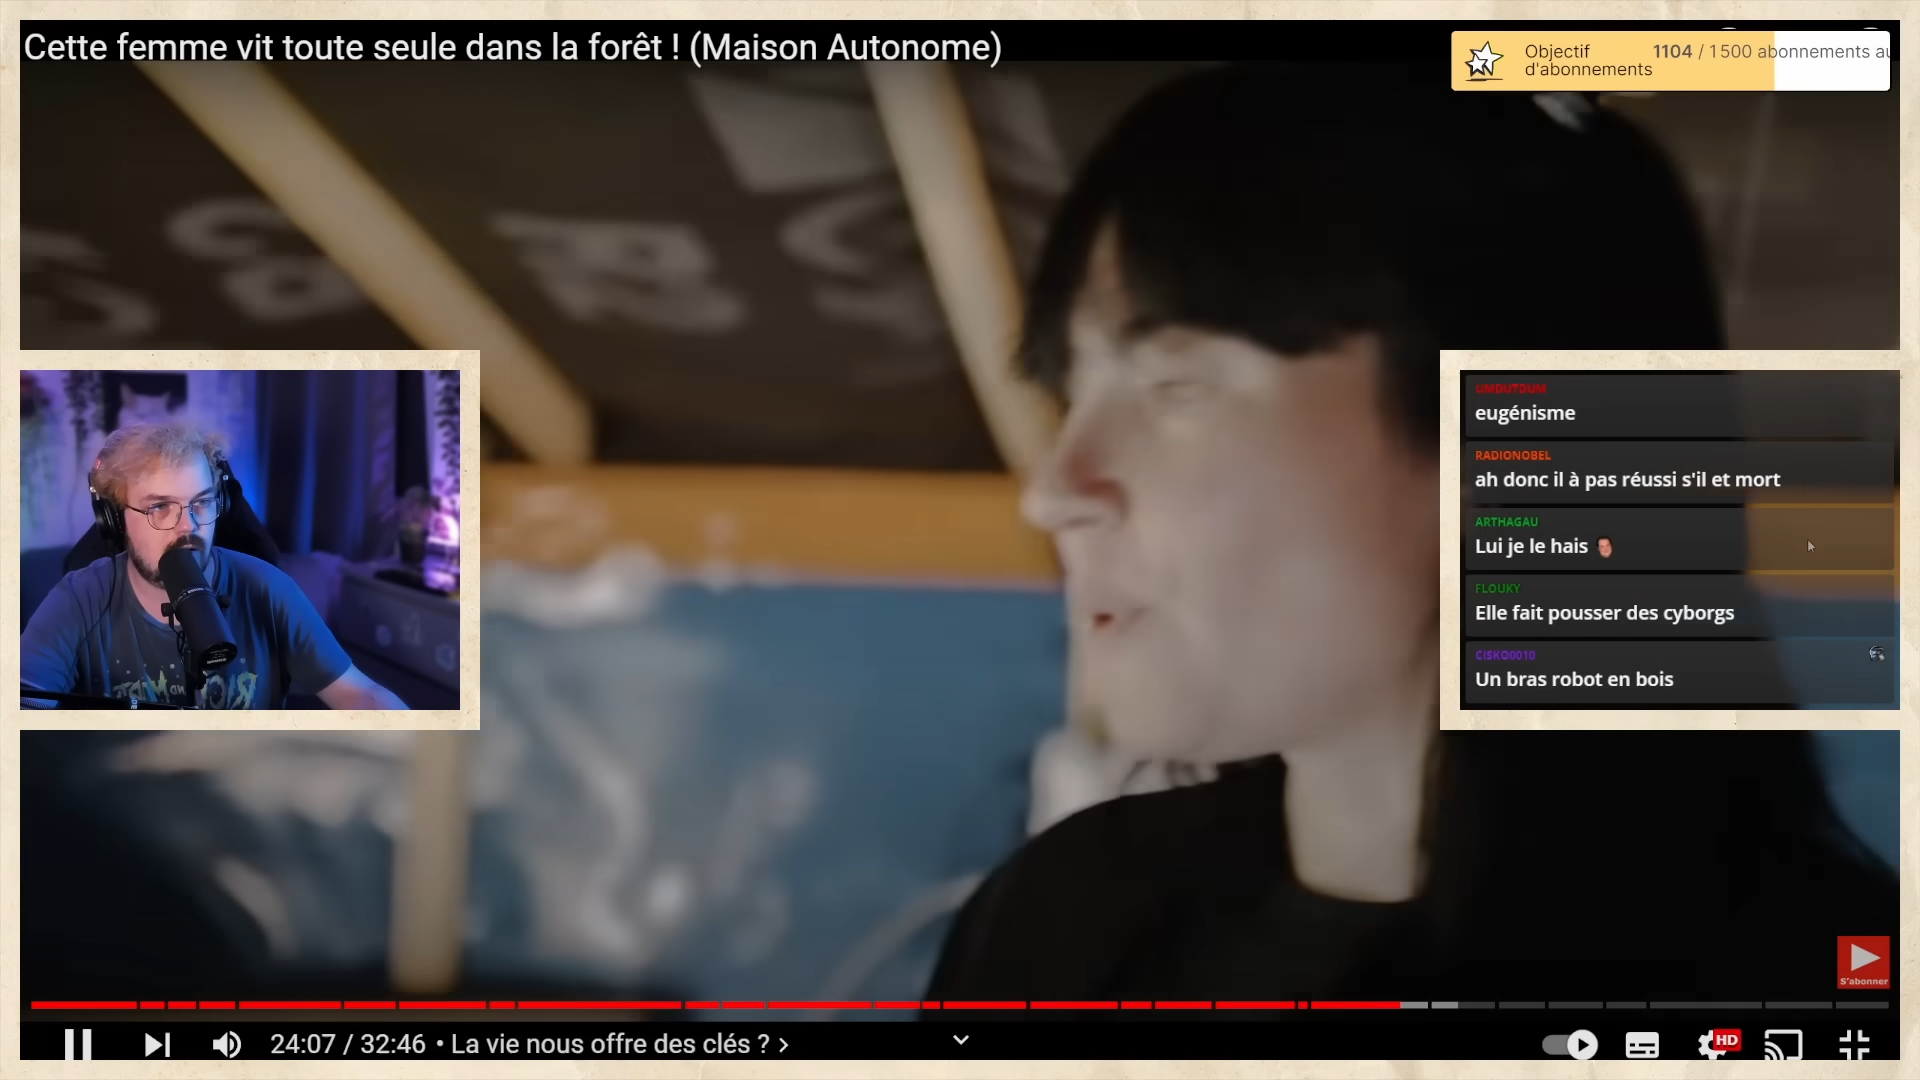 Cette femme vit toute seule dans la forêt ! (Maison Autonome)
Objectif
d'abonnements
1104 / 1500 abonnements au
UMDUTDUM
eugénisme
RADIONOBEL
ah donc il à pas réussi s'il et mort
ARTHAGAU
Lui je le hais
FLOUKY
Elle fait pousser des cyborgs
CISKO0010
Un bras robot en bois
S'abonner
24:07 / 32:46 • La vie nous offre des clés ? >
HD